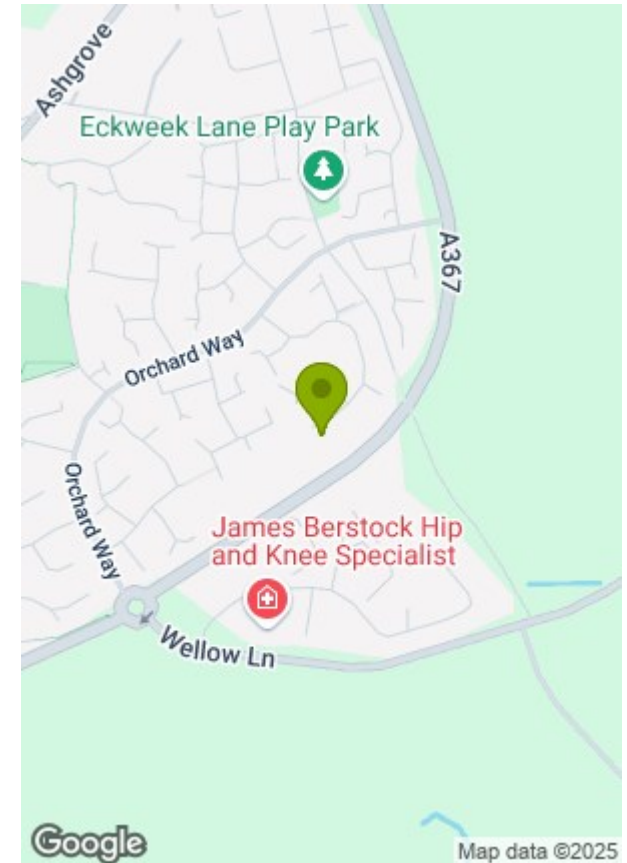 Ashgrove
Eckweek Lane Play Park
A367
Orchard Way
Orchard Way
James Berstock Hip
and Knee Specialist
Wellow Ln
Google
Map data ©2025